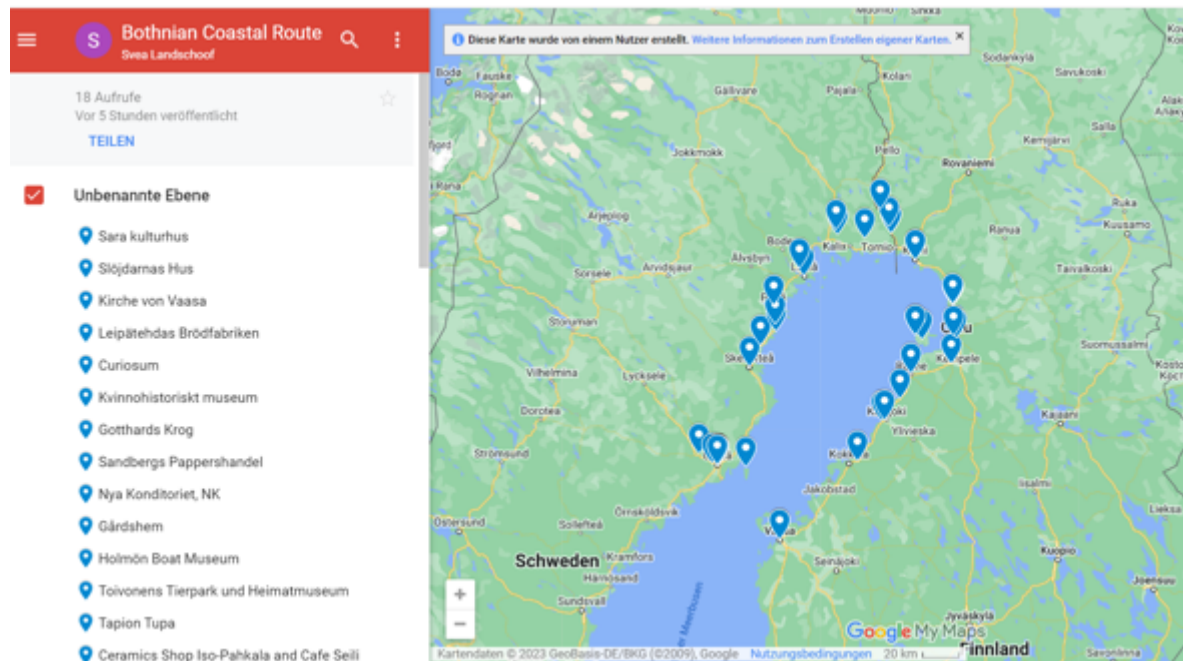 Bothnian Coastal Route
S
Svea Landschoof
18 Aufrufe
Vor 5 Stunden veröffentlicht
TEILEN
Unbenannte Ebene
Sara kulturhus
Slöjdarnas Hus
Kirche von Vaasa
Leipätehdas Brödfabriken
Curiosum
Kvinnohistoriskt museum
Gotthards Krog
Sandbergs Pappershandel
Nya Konditoriet, NK
Gårdshem
Holmön Boat Museum
Toivonens Tierpark und Heimatmuseum
Tapion Tupa
Ceramics Shop Iso-Pahkala and Cafe Seili
Diese Karte wurde von einem Nutzer erstellt. Weitere Informationen zum Erstellen eigener Karten.
Sodankylä
Kolari
Savukoski
Fauske
Rognan
Gällivare
Pajala
Salla
Kemijärvi
Jokkmokk
Pello
Rovaniemi
Ruka
Kuusamo
Arjeplog
Ranua
Kalix
Tornio
Älvsbyn
Arvidsjaur
Sorsele
Taivalkoski
Storuman
Suomussalmi
Vilhelmina
Lycksele
Dorotea
Kajaani
Ylivieska
Strömsund
Kokkola
Iisalmi
Jakobstad
Lieksa
Östersund
Sollefteå
Örnsköldsvik
Schweden
Kramfors
Seinäjoki
Kuopio
Härnösand
Joensuu
Sundsvall
Jyväskylä
Google My Maps
Finnland
Savonlinna
Kartendaten © 2023 GeoBasis-DE/BKG (©2009), Google
Nutzungsbedingungen
20 km